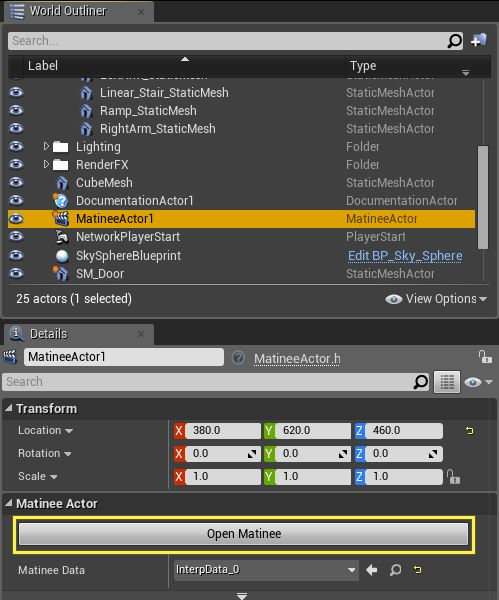 World Outliner
Search...
Label Type
Linear_Stair_StaticMesh StaticMeshActor
Ramp_StaticMesh StaticMeshActor
RightArm_StaticMesh StaticMeshActor
Lighting Folder
RenderFX Folder
CubeMesh StaticMeshActor
DocumentationActor1 DocumentationActor
MatineeActor1 MatineeActor
NetworkPlayerStart PlayerStart
SkySphereBlueprint Edit BP_Sky_Sphere
SM_Door StaticMeshActor
25 actors (1 selected) View Options
Details
MatineeActor1 MatineeActor.h
Search
Transform
Location X 380.0 Y 620.0 Z 460.0
Rotation X 0.0 Y 0.0 Z 0.0
Scale X 1.0 Y 1.0 Z 1.0
Matinee Actor
Open Matinee
Matinee Data InterpData_0